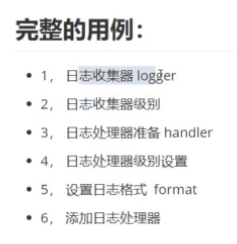 完整的用例：
1， 日志收集器 logger
2， 日志收集器级别
3， 日志处理器准备 handler
4， 日志处理器级别设置
5， 设置日志格式 format
6， 添加日志处理器